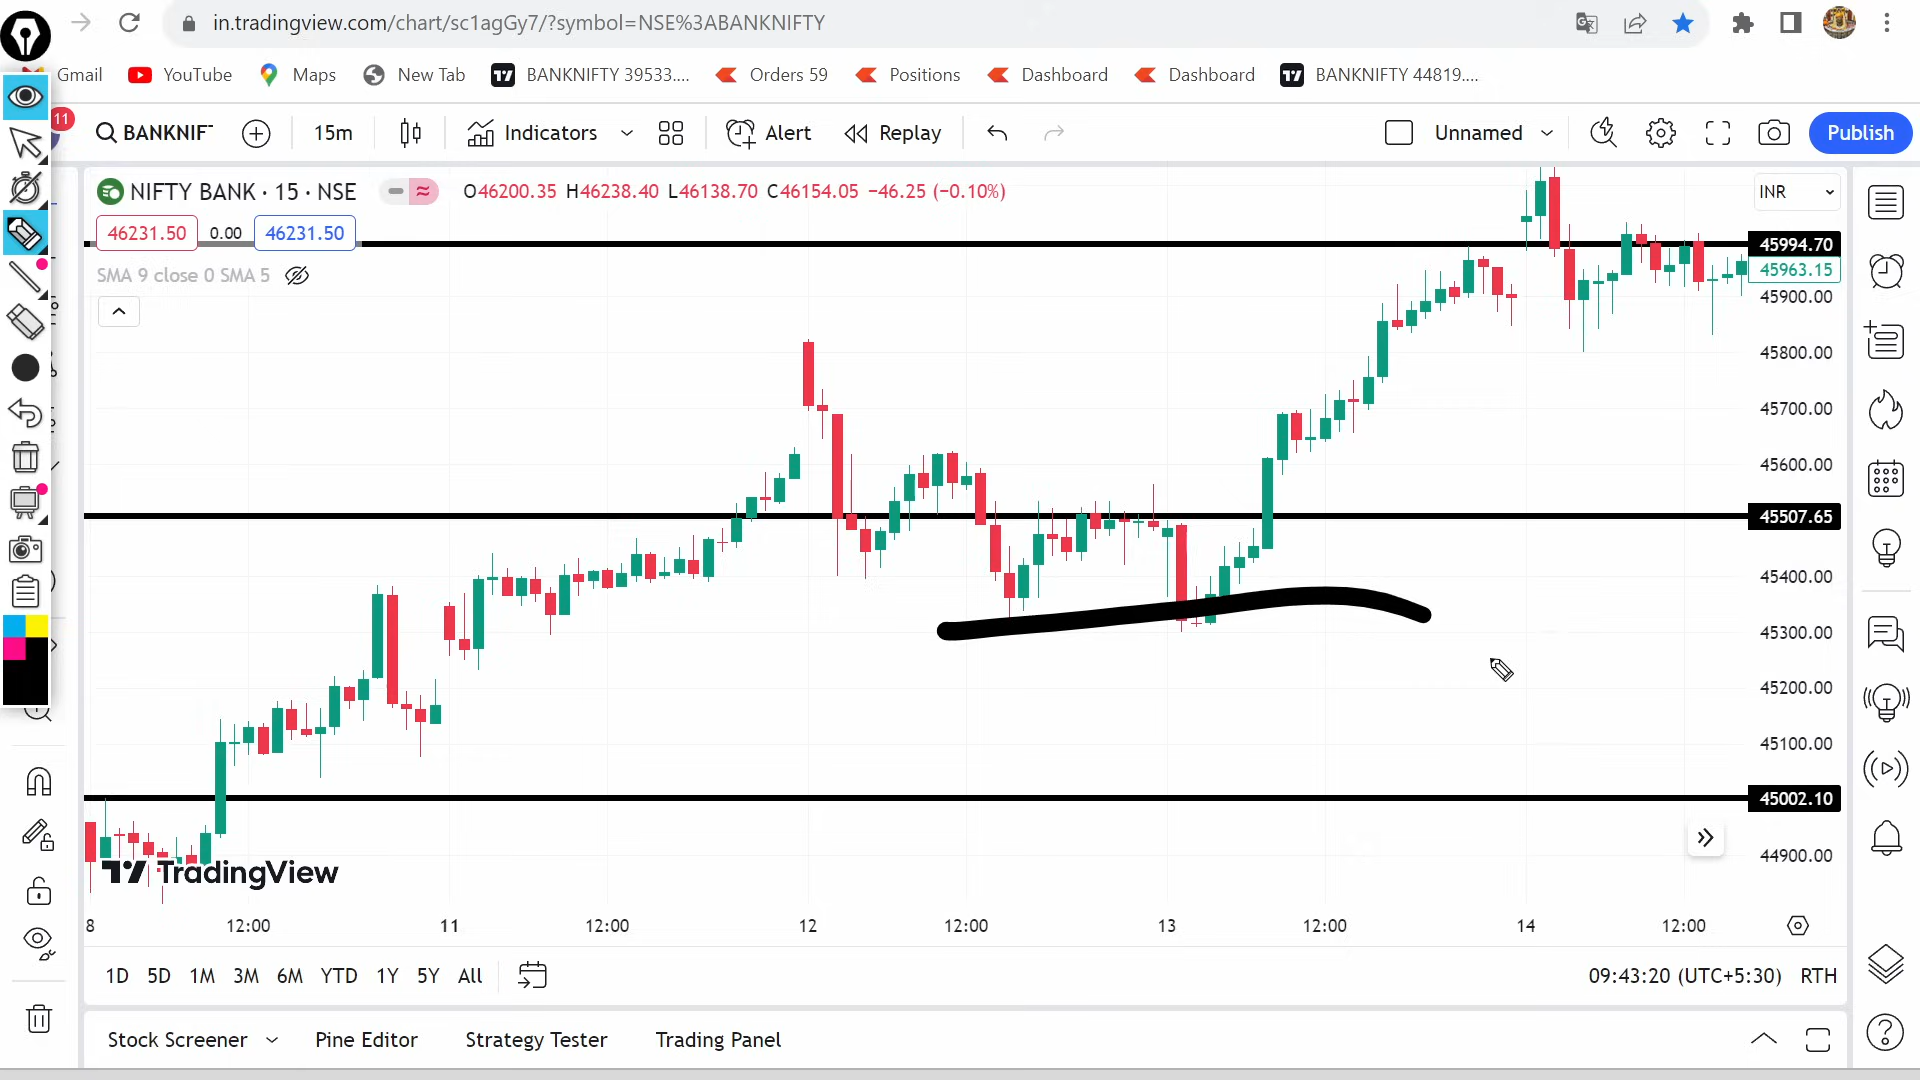 in.tradingview.com/chart/sc1agGy7/?symbol=NSE%3ABANKNIFTY
Gmail YouTube Maps New Tab BANKNIFTY 39533.... Orders 59 Positions Dashboard Dashboard BANKNIFTY 44819....
11
BANKNIF 15m Indicators Alert Replay Unnamed Publish
NIFTY BANK · 15 · NSE O46200.35 H46238.40 L46138.70 C46154.05 −46.25 (−0.10%) INR
46231.50 0.00 46231.50
SMA 9 close 0 SMA 5
45994.70
45963.15
45900.00
45800.00
45700.00
45600.00
45507.65
45400.00
45300.00
45200.00
45100.00
45002.10
44900.00
TradingView
8 12:00 11 12:00 12 12:00 13 12:00 14 12:00
1D 5D 1M 3M 6M YTD 1Y 5Y All 09:43:20 (UTC+5:30) RTH
Stock Screener Pine Editor Strategy Tester Trading Panel